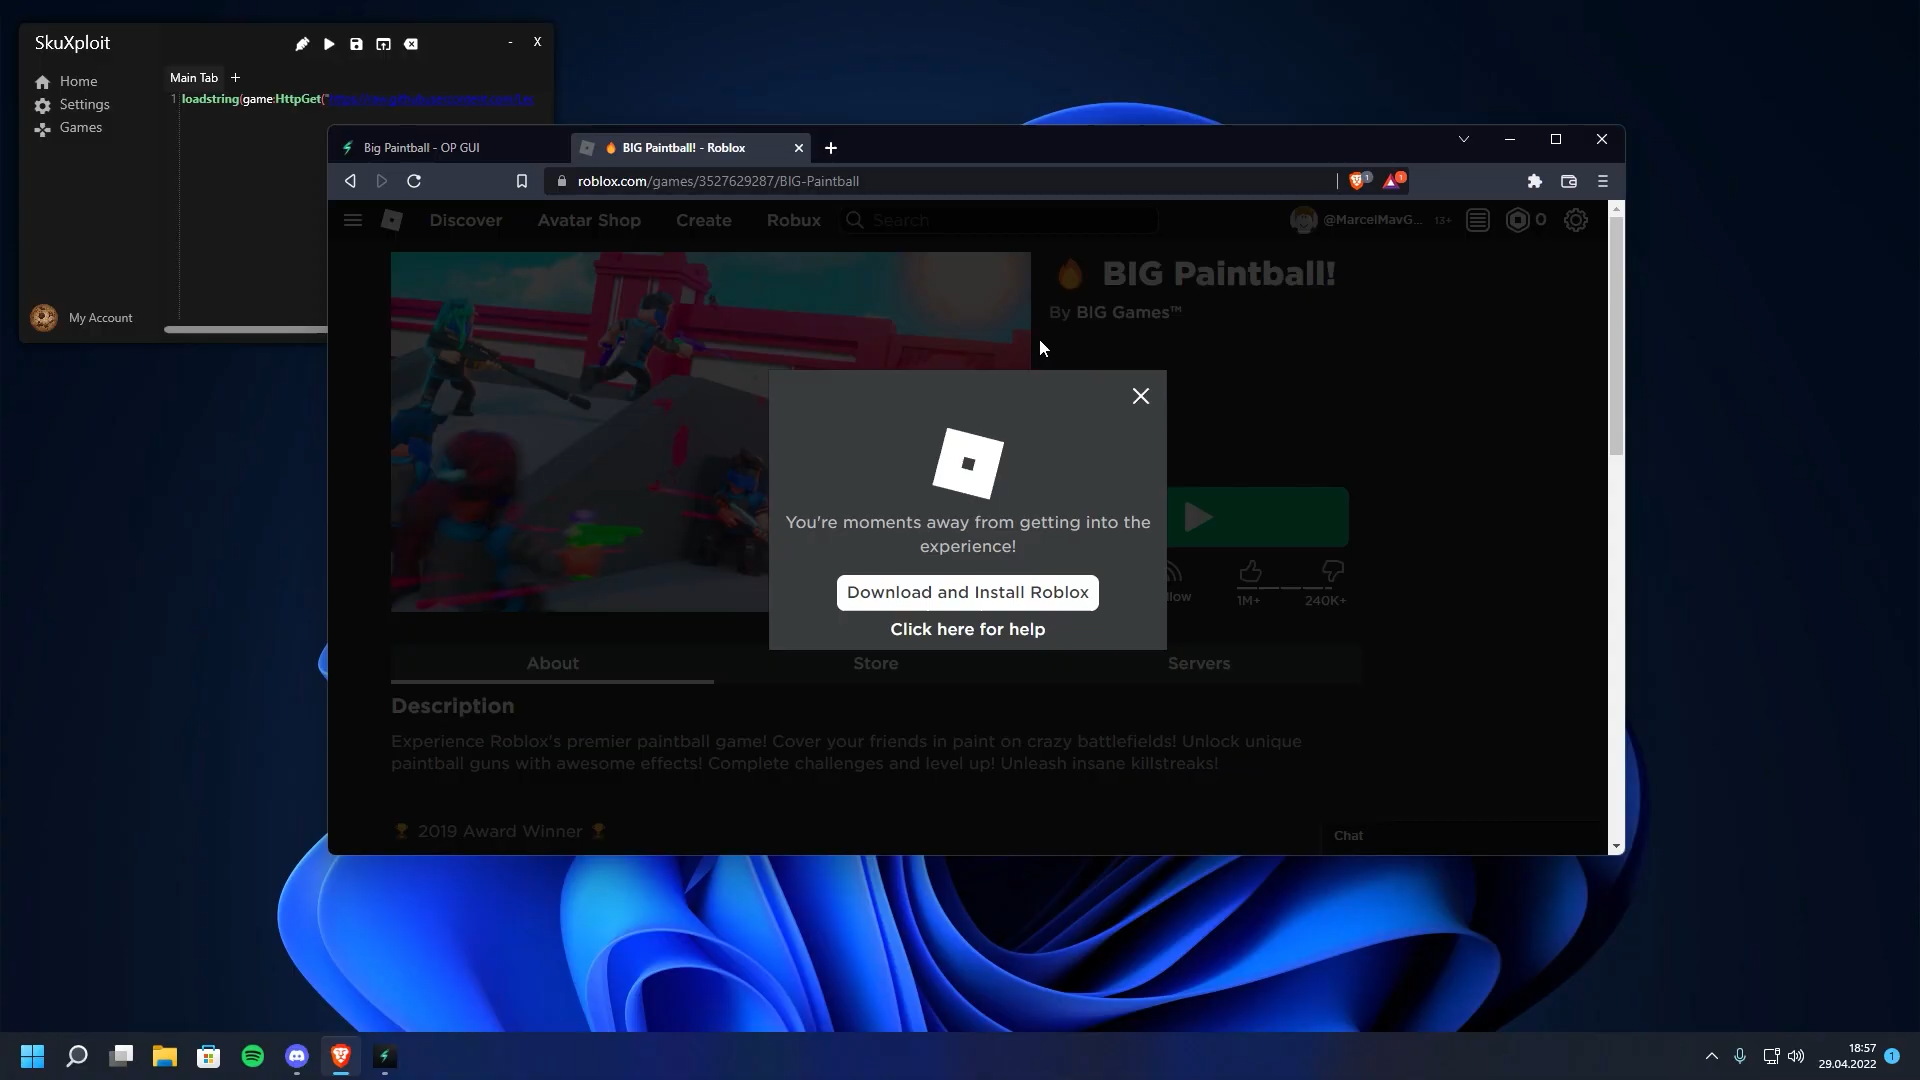 SkuXploit
- X
Home
Settings
Games
My Account
Main Tab +
1 loadstring(game:HttpGet("
Big Paintball - OP GUI
BIG Paintball! - Roblox
roblox.com/games/3527629287/BIG-Paintball
1
1
Discover
Avatar Shop
Create
Robux
Search
@MarcelMavG...
13+
0
BIG Paintball!
By BIG Games™
You're moments away from getting into the
experience!
Download and Install Roblox
Click here for help
llow
1M+
240K+
About
Store
Servers
Description
Experience Roblox's premier paintball game! Cover your friends in paint on crazy battlefields! Unlock unique
paintball guns with awesome effects! Complete challenges and level up! Unleash insane killstreaks!
2019 Award Winner
Chat
18:57
29.04.2022
1